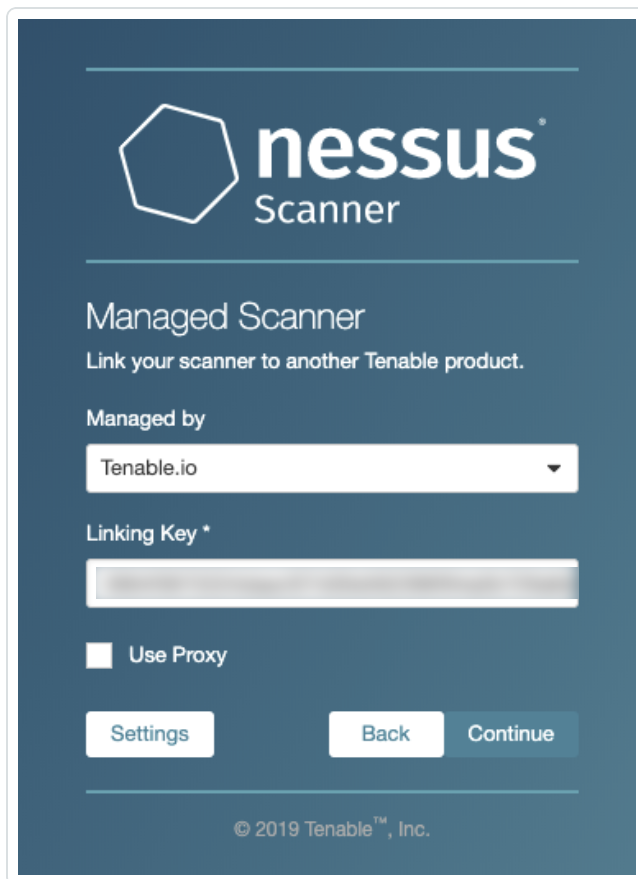 nessus®
Scanner
Managed Scanner
Link your scanner to another Tenable product.
Managed by
Tenable.io
Linking Key *
Use Proxy
Settings
Back
Continue
© 2019 Tenable™, Inc.